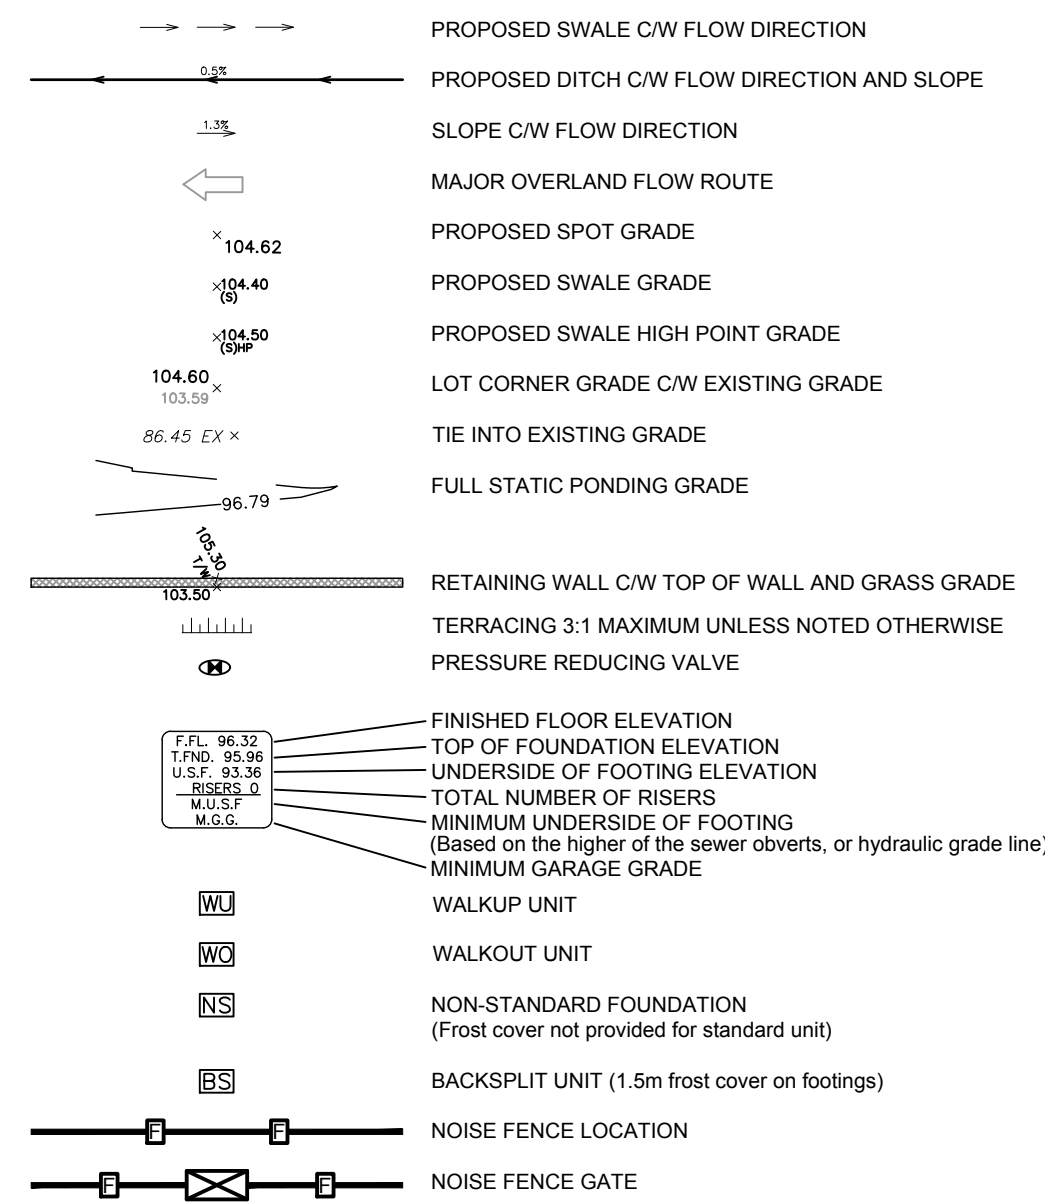 PROPOSED SWALE C/W FLOW DIRECTION
0.5%
PROPOSED DITCH C/W FLOW DIRECTION AND SLOPE
1.3%
SLOPE C/W FLOW DIRECTION
MAJOR OVERLAND FLOW ROUTE
104.62
PROPOSED SPOT GRADE
104.40
(S)
PROPOSED SWALE GRADE
104.50
(S)HP
PROPOSED SWALE HIGH POINT GRADE
104.60
103.59
LOT CORNER GRADE C/W EXISTING GRADE
86.45 EX
TIE INTO EXISTING GRADE
96.79
FULL STATIC PONDING GRADE
105.30
T/W
103.50
RETAINING WALL C/W TOP OF WALL AND GRASS GRADE
TERRACING 3:1 MAXIMUM UNLESS NOTED OTHERWISE
PRESSURE REDUCING VALVE
F.FL. 96.32
T.FND. 95.96
U.S.F. 93.36
RISERS 0
M.U.S.F
M.G.G.
FINISHED FLOOR ELEVATION
TOP OF FOUNDATION ELEVATION
UNDERSIDE OF FOOTING ELEVATION
TOTAL NUMBER OF RISERS
MINIMUM UNDERSIDE OF FOOTING
(Based on the higher of the sewer obverts, or hydraulic grade line)
MINIMUM GARAGE GRADE
WU
WALKUP UNIT
WO
WALKOUT UNIT
NS
NON-STANDARD FOUNDATION
(Frost cover not provided for standard unit)
BS
BACKSPLIT UNIT (1.5m frost cover on footings)
F F
NOISE FENCE LOCATION
F F
NOISE FENCE GATE